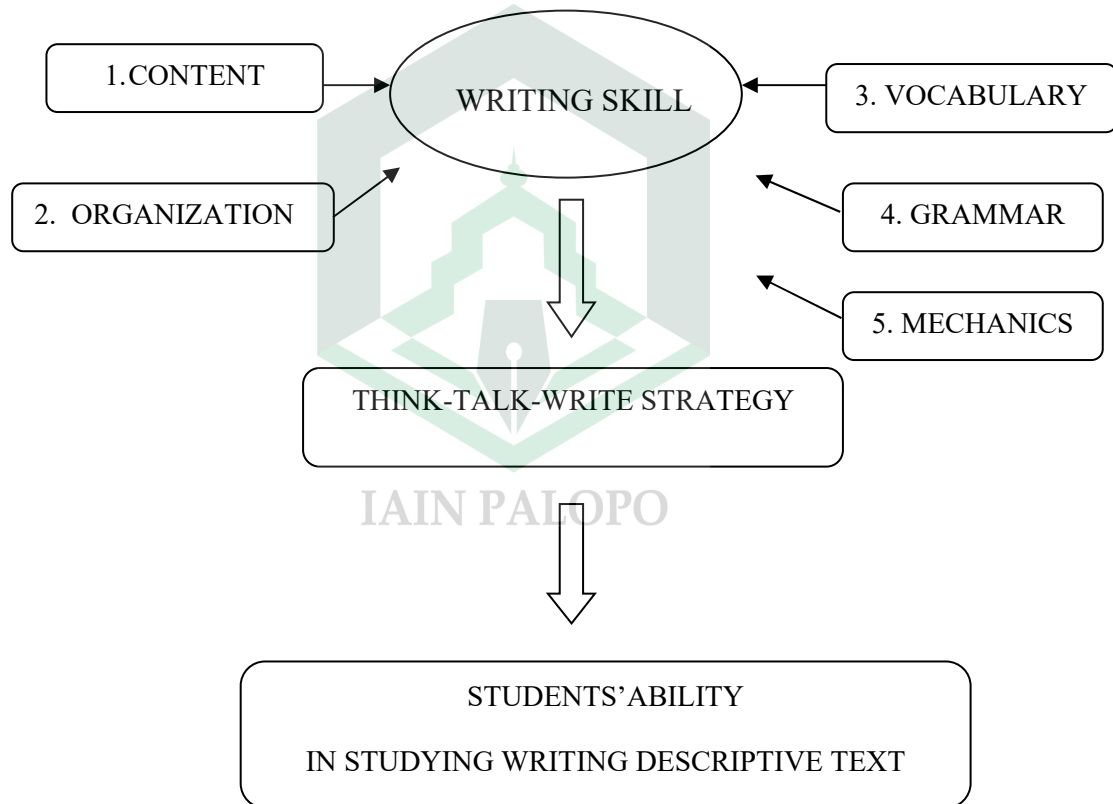 1.CONTENT
WRITING SKILL
3. VOCABULARY
2. ORGANIZATION
4. GRAMMAR
5. MECHANICS
THINK-TALK-WRITE STRATEGY
IAIN PALOPO
STUDENTS’ABILITY
IN STUDYING WRITING DESCRIPTIVE TEXT